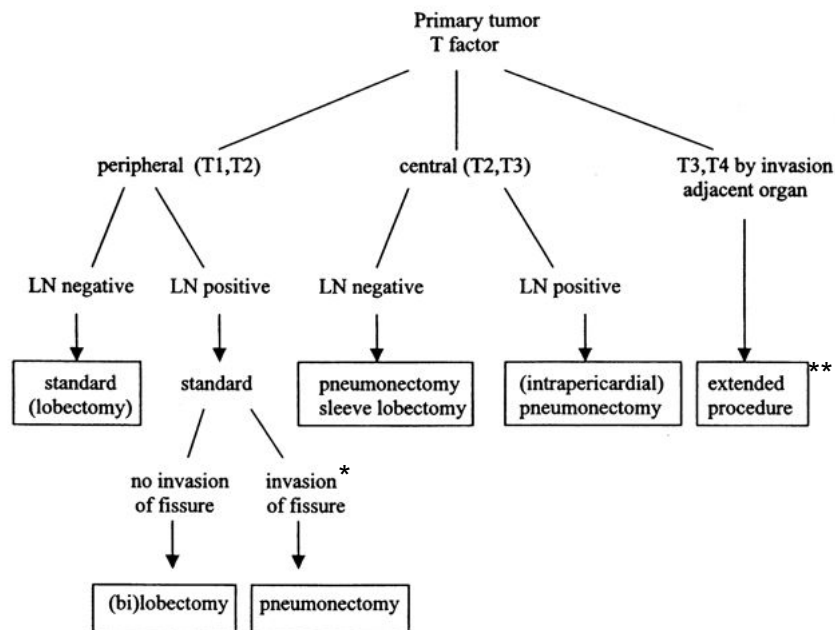 Primary tumor
T factor
peripheral (T1,T2)
central (T2,T3)
T3,T4 by invasion
adjacent organ
LN negative
LN positive
LN negative
LN positive
standard
(lobectomy)
standard
pneumonectomy
sleeve lobectomy
(intrapericardial)
pneumonectomy
extended **
procedure
no invasion
of fissure
invasion *
of fissure
(bi)lobectomy
pneumonectomy